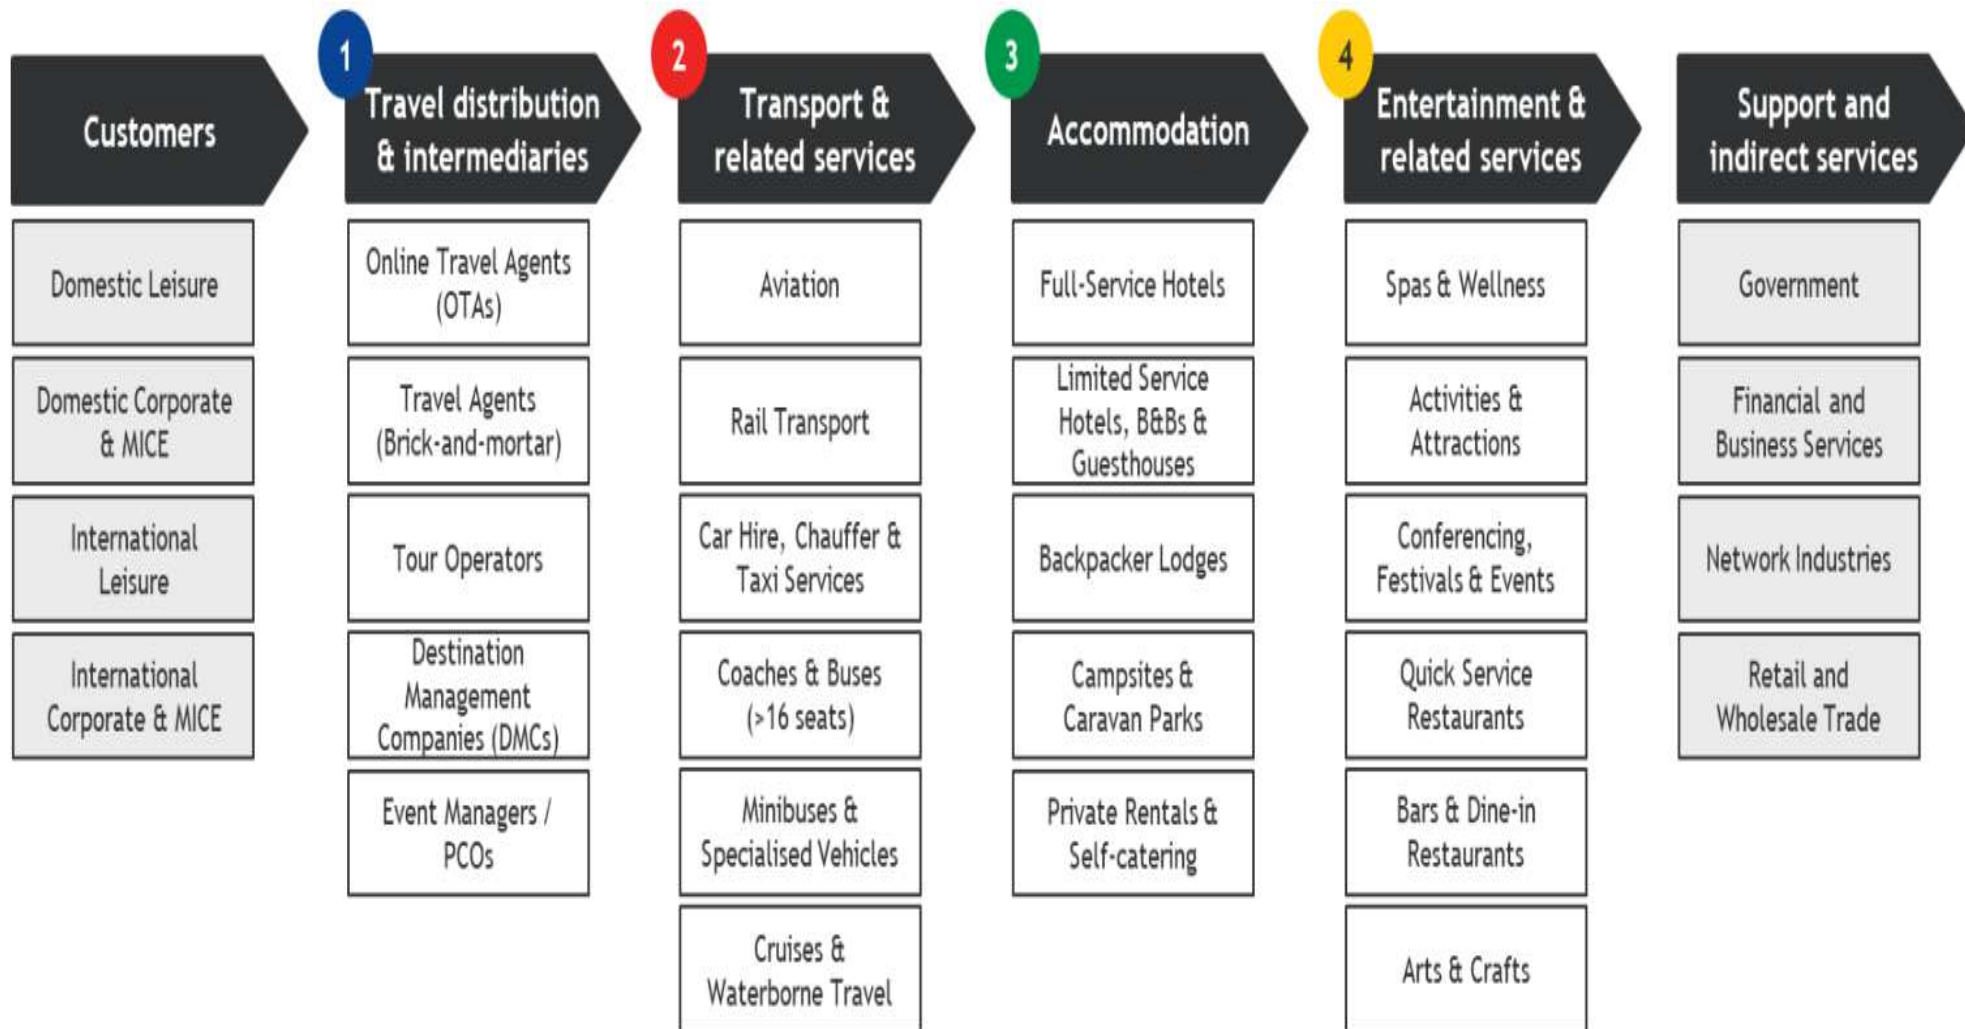 Customers
1
Travel distribution
& intermediaries
2
Transport &
related services
3
Accommodation
4
Entertainment &
related services
Support and
indirect services
Domestic Leisure
Domestic Corporate
& MICE
International
Leisure
International
Corporate & MICE
Online Travel Agents
(OTAs)
Travel Agents
(Brick-and-mortar)
Tour Operators
Destination
Management
Companies (DMCs)
Event Managers /
PCOs
Aviation
Rail Transport
Car Hire, Chauffer &
Taxi Services
Coaches & Buses
(>16 seats)
Minibuses &
Specialised Vehicles
Cruises &
Waterborne Travel
Full-Service Hotels
Limited Service
Hotels, B&Bs &
Guesthouses
Backpacker Lodges
Campsites &
Caravan Parks
Private Rentals &
Self-catering
Spas & Wellness
Activities &
Attractions
Conferencing,
Festivals & Events
Quick Service
Restaurants
Bars & Dine-in
Restaurants
Arts & Crafts
Government
Financial and
Business Services
Network Industries
Retail and
Wholesale Trade